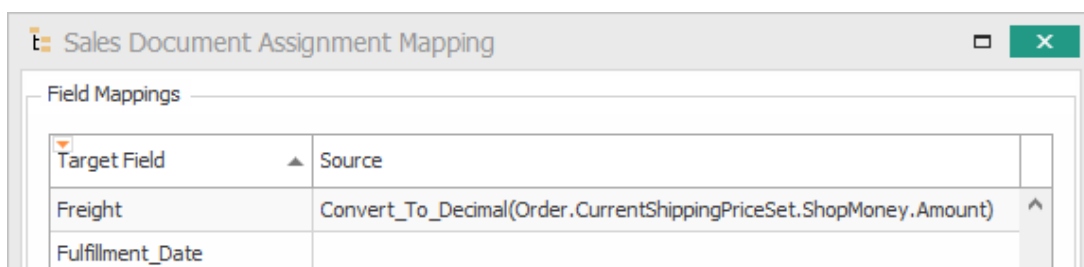 Sales Document Assignment Mapping
Field Mappings
Target Field Source
Freight Convert_To_Decimal(Order.CurrentShippingPriceSet.ShopMoney.Amount)
Fulfillment_Date